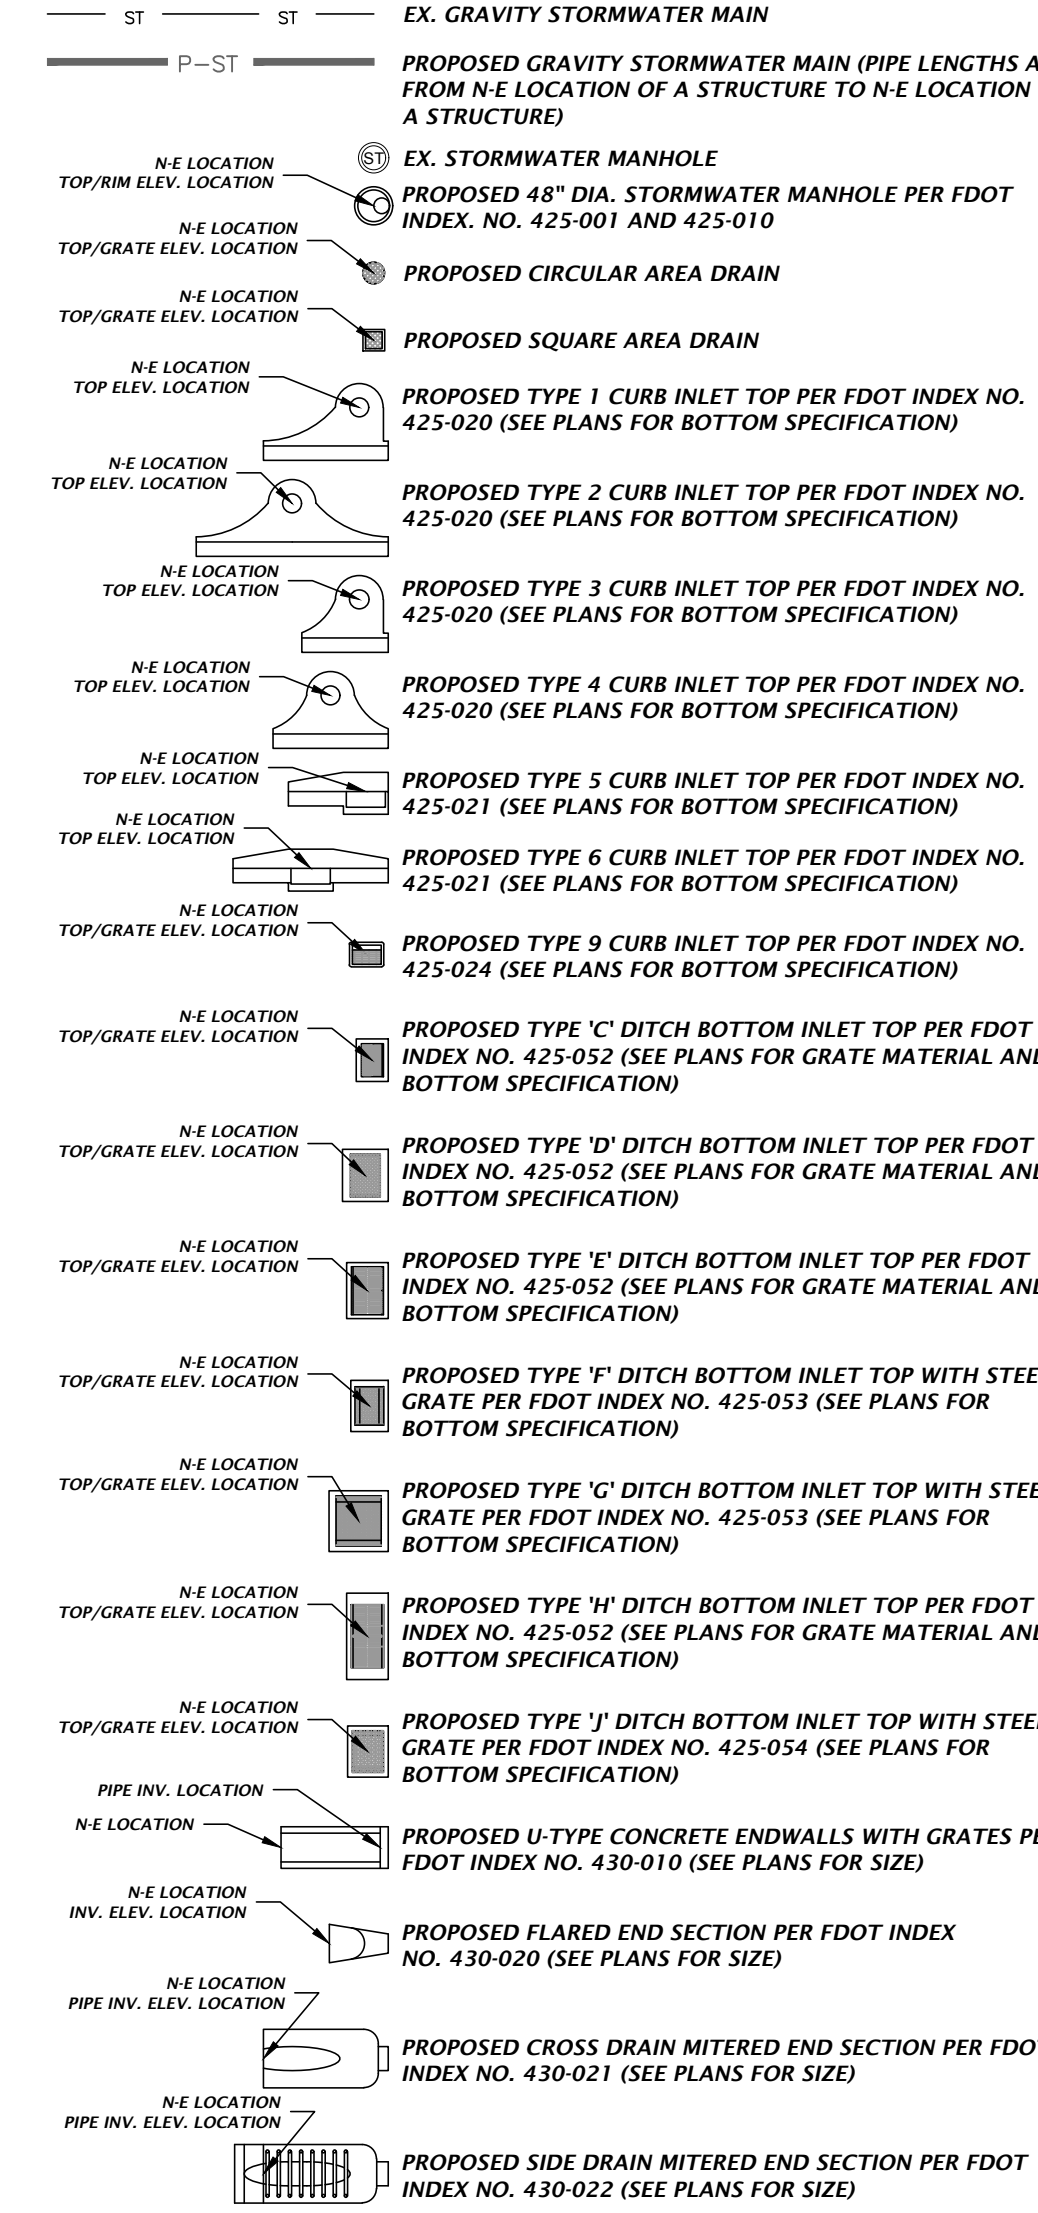 ST ST EX. GRAVITY STORMWATER MAIN
P-ST PROPOSED GRAVITY STORMWATER MAIN (PIPE LENGTHS
FROM N-E LOCATION OF A STRUCTURE TO N-E LOCATION
A STRUCTURE)
ST EX. STORMWATER MANHOLE
N-E LOCATION
TOP/RIM ELEV. LOCATION
PROPOSED 48" DIA. STORMWATER MANHOLE PER FDOT
INDEX. NO. 425-001 AND 425-010
N-E LOCATION
TOP/GRATE ELEV. LOCATION
PROPOSED CIRCULAR AREA DRAIN
N-E LOCATION
TOP/GRATE ELEV. LOCATION
PROPOSED SQUARE AREA DRAIN
N-E LOCATION
TOP ELEV. LOCATION
PROPOSED TYPE 1 CURB INLET TOP PER FDOT INDEX NO.
425-020 (SEE PLANS FOR BOTTOM SPECIFICATION)
N-E LOCATION
TOP ELEV. LOCATION
PROPOSED TYPE 2 CURB INLET TOP PER FDOT INDEX NO.
425-020 (SEE PLANS FOR BOTTOM SPECIFICATION)
N-E LOCATION
TOP ELEV. LOCATION
PROPOSED TYPE 3 CURB INLET TOP PER FDOT INDEX NO.
425-020 (SEE PLANS FOR BOTTOM SPECIFICATION)
N-E LOCATION
TOP ELEV. LOCATION
PROPOSED TYPE 4 CURB INLET TOP PER FDOT INDEX NO.
425-020 (SEE PLANS FOR BOTTOM SPECIFICATION)
N-E LOCATION
TOP ELEV. LOCATION
PROPOSED TYPE 5 CURB INLET TOP PER FDOT INDEX NO.
425-021 (SEE PLANS FOR BOTTOM SPECIFICATION)
N-E LOCATION
TOP ELEV. LOCATION
PROPOSED TYPE 6 CURB INLET TOP PER FDOT INDEX NO.
425-021 (SEE PLANS FOR BOTTOM SPECIFICATION)
N-E LOCATION
TOP/GRATE ELEV. LOCATION
PROPOSED TYPE 9 CURB INLET TOP PER FDOT INDEX NO.
425-024 (SEE PLANS FOR BOTTOM SPECIFICATION)
N-E LOCATION
TOP/GRATE ELEV. LOCATION
PROPOSED TYPE 'C' DITCH BOTTOM INLET TOP PER FDOT
INDEX NO. 425-052 (SEE PLANS FOR GRATE MATERIAL AND
BOTTOM SPECIFICATION)
N-E LOCATION
TOP/GRATE ELEV. LOCATION
PROPOSED TYPE 'D' DITCH BOTTOM INLET TOP PER FDOT
INDEX NO. 425-052 (SEE PLANS FOR GRATE MATERIAL AND
BOTTOM SPECIFICATION)
N-E LOCATION
TOP/GRATE ELEV. LOCATION
PROPOSED TYPE 'E' DITCH BOTTOM INLET TOP PER FDOT
INDEX NO. 425-052 (SEE PLANS FOR GRATE MATERIAL AND
BOTTOM SPECIFICATION)
N-E LOCATION
TOP/GRATE ELEV. LOCATION
PROPOSED TYPE 'F' DITCH BOTTOM INLET TOP WITH
GRATE PER FDOT INDEX NO. 425-053 (SEE PLANS FOR
BOTTOM SPECIFICATION)
N-E LOCATION
TOP/GRATE ELEV. LOCATION
PROPOSED TYPE 'G' DITCH BOTTOM INLET TOP WITH
GRATE PER FDOT INDEX NO. 425-053 (SEE PLANS FOR
BOTTOM SPECIFICATION)
N-E LOCATION
TOP/GRATE ELEV. LOCATION
PROPOSED TYPE 'H' DITCH BOTTOM INLET TOP PER FDOT
INDEX NO. 425-052 (SEE PLANS FOR GRATE MATERIAL AND
BOTTOM SPECIFICATION)
N-E LOCATION
TOP/GRATE ELEV. LOCATION
PROPOSED TYPE 'J' DITCH BOTTOM INLET TOP WITH STEEL
GRATE PER FDOT INDEX NO. 425-054 (SEE PLANS FOR
BOTTOM SPECIFICATION)
PIPE INV. LOCATION
N-E LOCATION
PROPOSED U-TYPE CONCRETE ENDWALLS WITH GRATES
FDOT INDEX NO. 430-010 (SEE PLANS FOR SIZE)
N-E LOCATION
INV. ELEV. LOCATION
PROPOSED FLARED END SECTION PER FDOT INDEX
NO. 430-020 (SEE PLANS FOR SIZE)
N-E LOCATION
PIPE INV. ELEV. LOCATION
PROPOSED CROSS DRAIN MITERED END SECTION PER FDOT
INDEX NO. 430-021 (SEE PLANS FOR SIZE)
N-E LOCATION
PIPE INV. ELEV. LOCATION
PROPOSED SIDE DRAIN MITERED END SECTION PER FDOT
INDEX NO. 430-022 (SEE PLANS FOR SIZE)